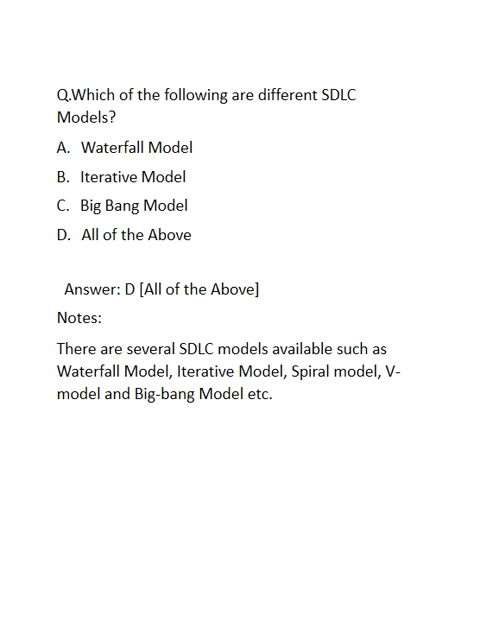 Q.Which of the following are different SDLC
Models?
A. Waterfall Model
B. Iterative Model
C. Big Bang Model
D. All of the Above
Answer: D [All of the Above]
Notes:
There are several SDLC models available such as
Waterfall Model, Iterative Model, Spiral model, V-
model and Big-bang Model etc.